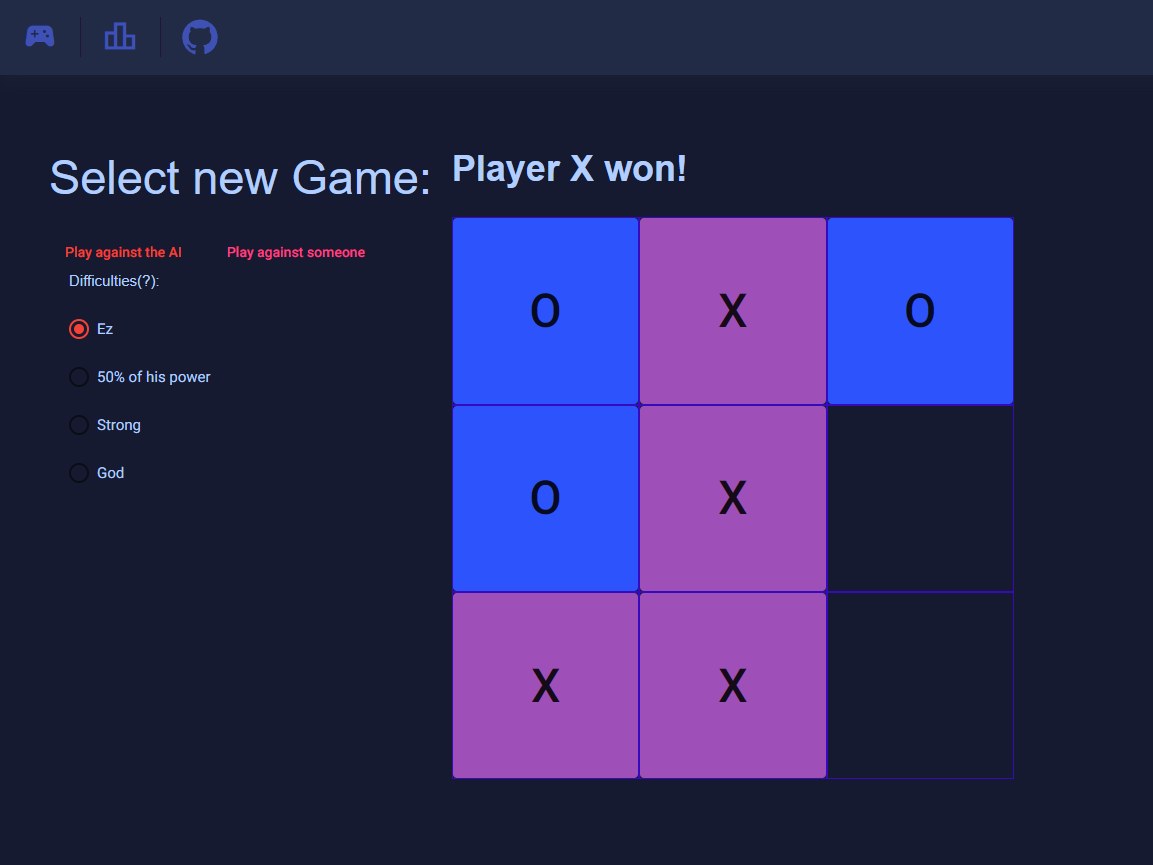 Select new Game:
Play against the AI Play against someone
Difficulties(?):
Ez
50% of his power
Strong
God
Player X won!
O X O
O X
X X